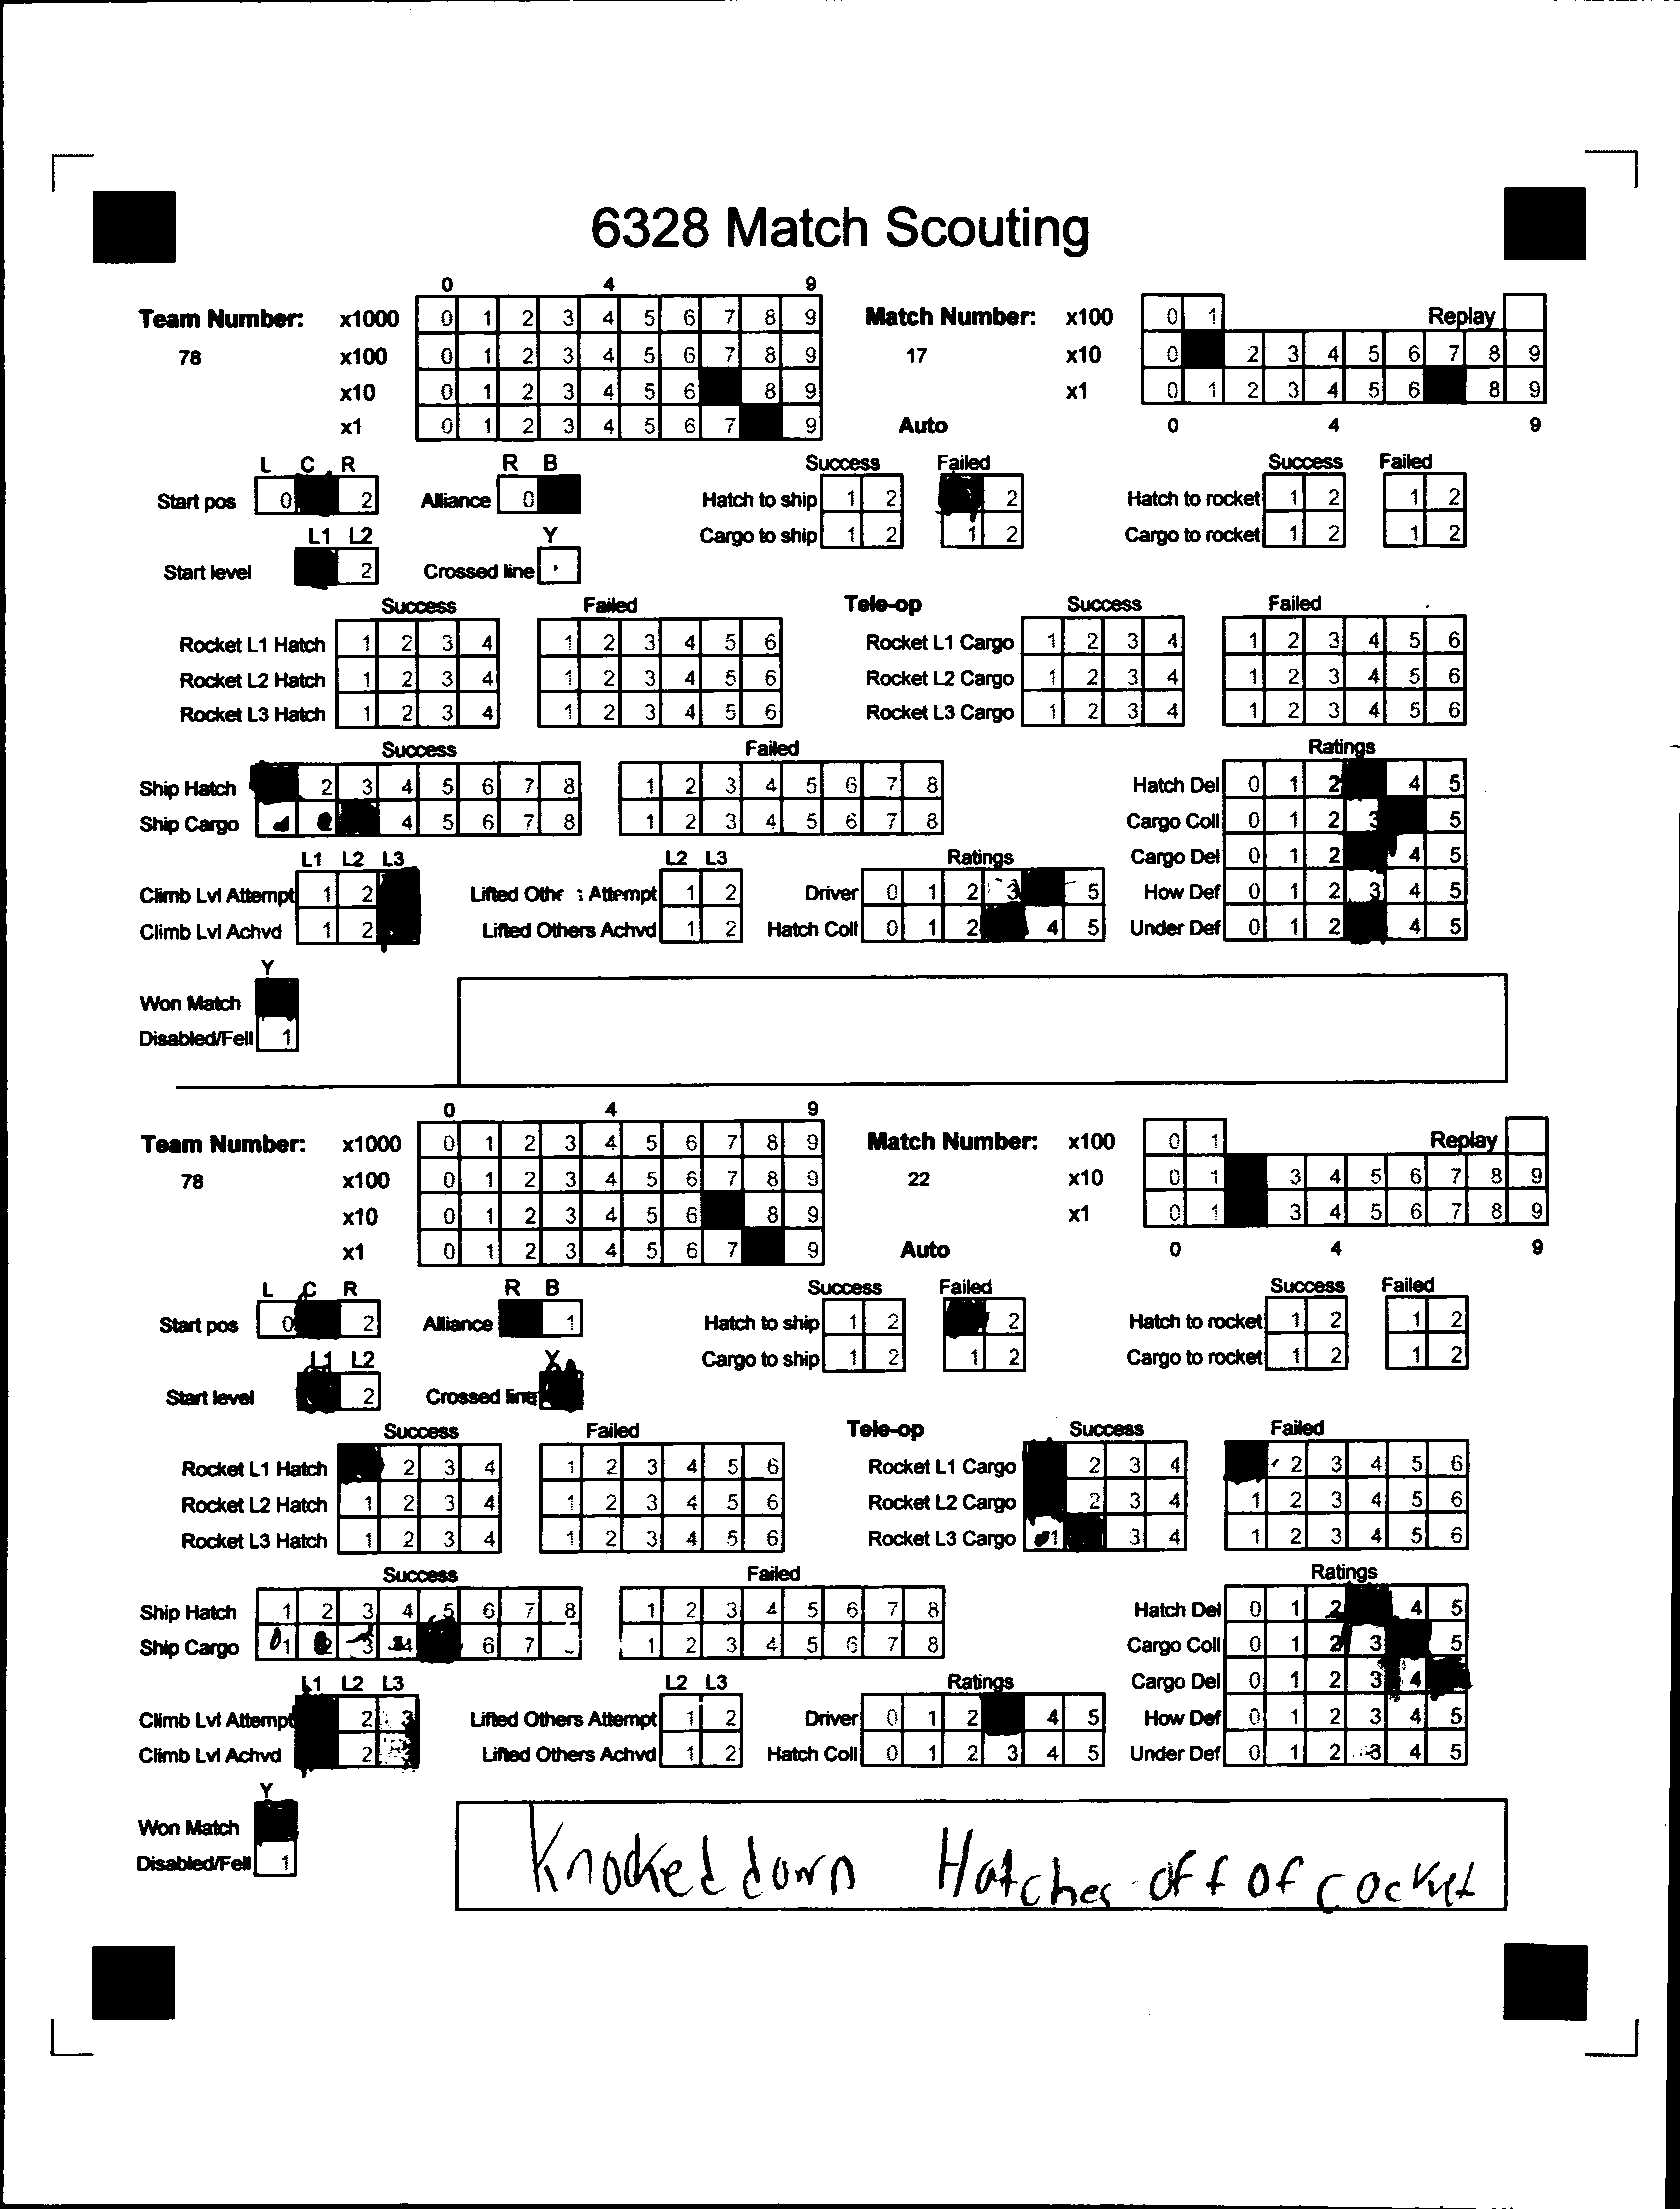 6328 Match Scouting
0 4 9
Team Number: x1000 0 1 2 3 4 5 6 7 8 9 Match Number: x100 0 1 Replay
78 x100 0 1 2 3 4 5 6 7 8 9 17 x10 0 2 3 4 5 6 7 8 9
x10 0 1 2 3 4 5 6 8 9 x1 0 1 2 3 4 5 6 8 9
x1 0 1 2 3 4 5 6 7 9 Auto 0 4 9
L C R R B Success Failed Success Failed
Start pos 0 2 Alliance 0 Hatch to ship 1 2 2 Hatch to rocket 1 2 1 2
Cargo to ship 1 2 1 2 Cargo to rocket 1 2 1 2
L1 L2 Y
Start level 2 Crossed line
Success Failed Tele-op Success Failed
Rocket L1 Hatch 1 2 3 4 1 2 3 4 5 6 Rocket L1 Cargo 1 2 3 4 1 2 3 4 5 6
Rocket L2 Hatch 1 2 3 4 1 2 3 4 5 6 Rocket L2 Cargo 1 2 3 4 1 2 3 4 5 6
Rocket L3 Hatch 1 2 3 4 1 2 3 4 5 6 Rocket L3 Cargo 1 2 3 4 1 2 3 4 5 6
Success Failed Ratings
Ship Hatch 2 3 4 5 6 7 8 1 2 3 4 5 6 7 8 Hatch Del 0 1 2 4 5
Ship Cargo 4 5 6 7 8 1 2 3 4 5 6 7 8 Cargo Coll 0 1 2 3 5
L1 L2 L3 L2 L3 Ratings Cargo Del 0 1 2 4 5
Climb Lvl Attempt 1 2 Lifted Attempt 1 2 Driver 0 1 2 3 5 How Def 0 1 2 3 4 5
Climb Lvl Achvd 1 2 Lifted Others Achvd 1 2 Hatch Coll 0 1 2 4 5 Under Def 0 1 2 4 5
Y
Won Match
Disabled/Fell 1
0 4 9
Team Number: x1000 0 1 2 3 4 5 6 7 8 9 Match Number: x100 0 1 Replay
78 x100 0 1 2 3 4 5 6 7 8 9 22 x10 0 1 3 4 5 6 7 8 9
x10 0 1 2 3 4 5 6 8 9 x1 0 1 3 4 5 6 7 8 9
x1 0 1 2 3 4 5 6 7 9 Auto 0 4 9
L C R R B Success Failed Success Failed
Start pos 0 2 Alliance 1 Hatch to ship 1 2 2 Hatch to rocket 1 2 1 2
Cargo to ship 1 2 1 2 Cargo to rocket 1 2 1 2
L1 L2 Y
Start level 2 Crossed line
Success Failed Tele-op Success Failed
Rocket L1 Hatch 2 3 4 1 2 3 4 5 6 Rocket L1 Cargo 2 3 4 2 3 4 5 6
Rocket L2 Hatch 1 2 3 4 1 2 3 4 5 6 Rocket L2 Cargo 2 3 4 1 2 3 4 5 6
Rocket L3 Hatch 1 2 3 4 1 2 3 4 5 6 Rocket L3 Cargo 1 3 4 1 2 3 4 5 6
Success Failed Ratings
Ship Hatch 1 2 3 4 5 6 7 8 1 2 3 4 5 6 7 8 Hatch Del 0 1 2 4 5
Ship Cargo 1 2 3 4 6 7 1 2 3 4 5 6 7 8 Cargo Coll 0 1 2 3 5
L1 L2 L3 L2 L3 Ratings Cargo Del 0 1 2 3 4
Climb Lvl Attempt 2 3 Lifted Others Attempt 1 2 Driver 0 1 2 4 5 How Def 0 1 2 3 4 5
Climb Lvl Achvd 2 Lifted Others Achvd 1 2 Hatch Coll 0 1 2 3 4 5 Under Def 0 1 2 3 4 5
Y
Won Match
Disabled/Fell 1
Knocked down Hatches off of rocket